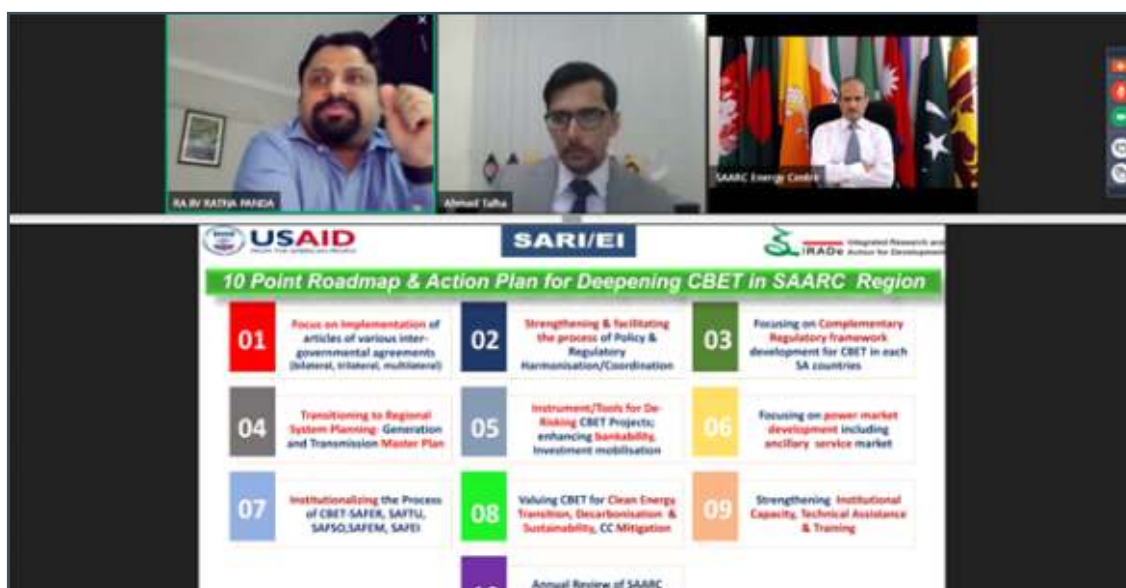 RAJIV RATNA PANDA
Ahmad Talha
SAARC Energy Centre
USAID
FROM THE AMERICAN PEOPLE
SARI/EI
IRADe
Integrated Research and
Action for Development
10 Point Roadmap & Action Plan for Deepening CBET in SAARC Region
01
Focus on Implementation of
articles of various inter-
governmental agreements
(bilateral, trilateral, multilateral)
02
Strengthening & facilitating
the process of Policy &
Regulatory
Harmonisation/Coordination
03
Focusing on Complementary
Regulatory framework
development for CBET in each
SA countries
04
Transitioning to Regional
System Planning: Generation
and Transmission Master Plan
05
Instrument/Tools for De-
Risking CBET Projects;
enhancing bankability,
Investment mobilisation
06
Focusing on power market
development including
ancillary service market
07
Institutionalizing the Process
of CBET-SAFER, SAFTU,
SAFSO,SAFEM, SAFEI
08
Valuing CBET for Clean Energy
Transition, Decarbonisation &
Sustainability, CC Mitigation
09
Strengthening Institutional
Capacity, Technical Assistance
& Training
10
Annual Review of SAARC